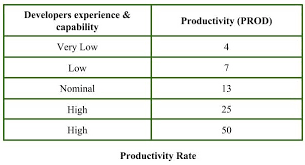 Developers experience & capability Productivity (PROD)
Very Low 4
Low 7
Nominal 13
High 25
High 50
Productivity Rate